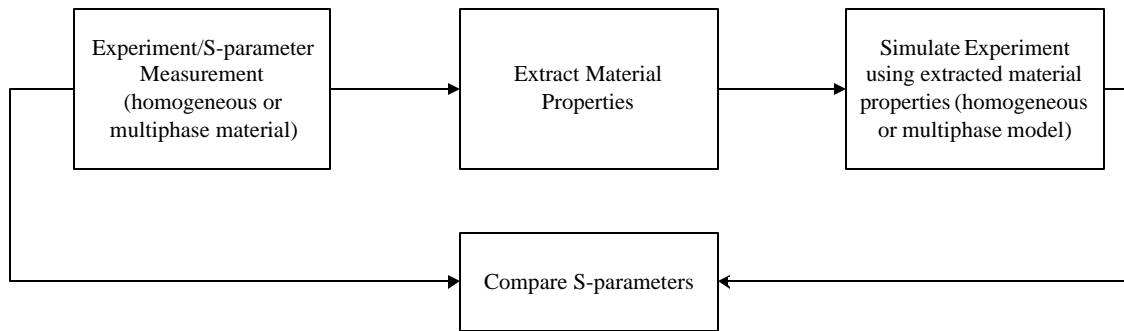 Experiment/S-parameter
Measurement
(homogeneous or
multiphase material)
Extract Material
Properties
Simulate Experiment
using extracted material
properties (homogeneous
or multiphase model)
Compare S-parameters